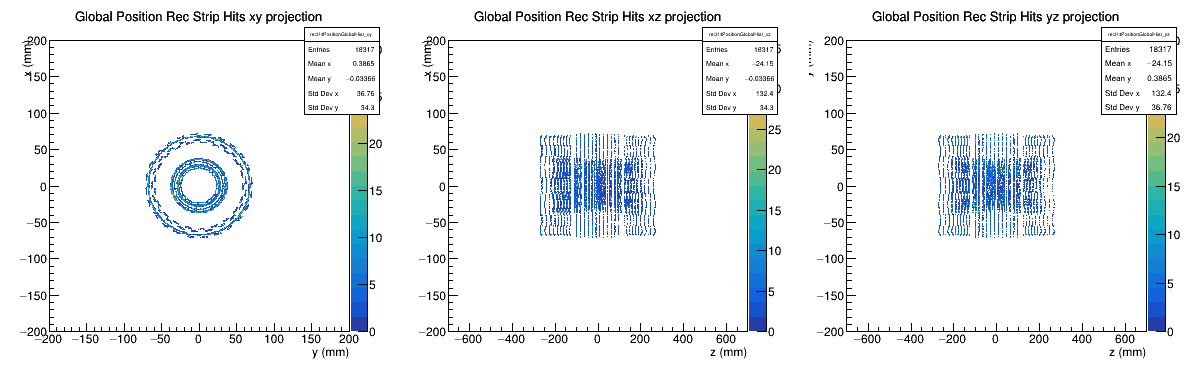 Global Position Rec Strip Hits xy projection
recHitPositionGlobalHisu_xy
Entries 18317
Mean x 0.3865
Mean y −0.03366
Std Dev x 36.76
Std Dev y 34.3
x (mm)
200
150
100
50
0
−50
−100
−150
−200
−200 −150 −100 −50 0 50 100 150 200
y (mm)
20
15
10
5
0
Global Position Rec Strip Hits xz projection
recHitPositionGlobalHisu_xz
Entries 18317
Mean x −24.15
Mean y −0.03366
Std Dev x 132.4
Std Dev y 34.3
x (mm)
200
150
100
50
0
−50
−100
−150
−200
−600 −400 −200 0 200 400 600
z (mm)
25
20
15
10
5
0
Global Position Rec Strip Hits yz projection
recHitPositionGlobalHisu_yz
Entries 18317
Mean x −24.15
Mean y 0.3865
Std Dev x 132.4
Std Dev y 36.76
200
150
100
50
0
−50
−100
−150
−200
−600 −400 −200 0 200 400 600
z (mm)
20
15
10
5
0